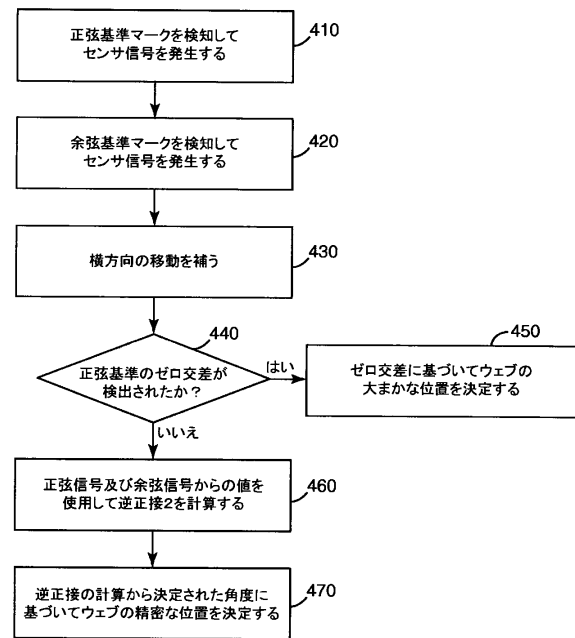 正弦基準マークを検知して
センサ信号を発生する
410
余弦基準マークを検知して
センサ信号を発生する
420
横方向の移動を補う
430
440
正弦基準のゼロ交差が
検出されたか？
はい
450
ゼロ交差に基づいてウェブの
大まかな位置を決定する
いいえ
正弦信号及び余弦信号からの値を
使用して逆正接2を計算する
460
逆正接の計算から決定された角度に
基づいてウェブの精密な位置を決定する
470